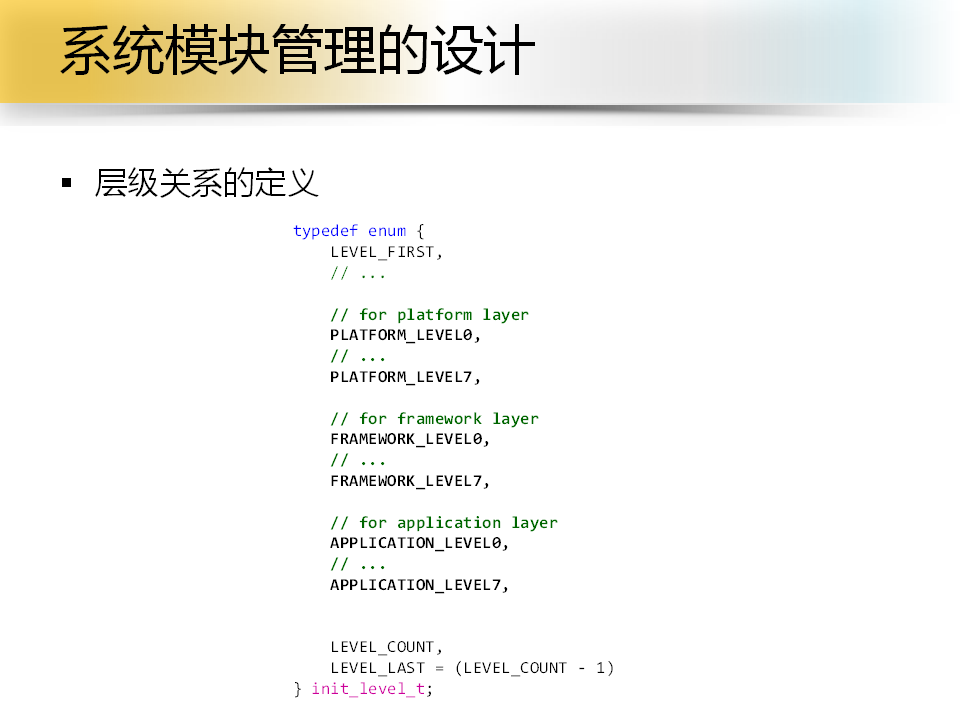 系统模块管理的设计
▪ 层级关系的定义
typedef enum {
    LEVEL_FIRST,
    // ...

    // for platform layer
    PLATFORM_LEVEL0,
    // ...
    PLATFORM_LEVEL7,

    // for framework layer
    FRAMEWORK_LEVEL0,
    // ...
    FRAMEWORK_LEVEL7,

    // for application layer
    APPLICATION_LEVEL0,
    // ...
    APPLICATION_LEVEL7,


    LEVEL_COUNT,
    LEVEL_LAST = (LEVEL_COUNT - 1)
} init_level_t;